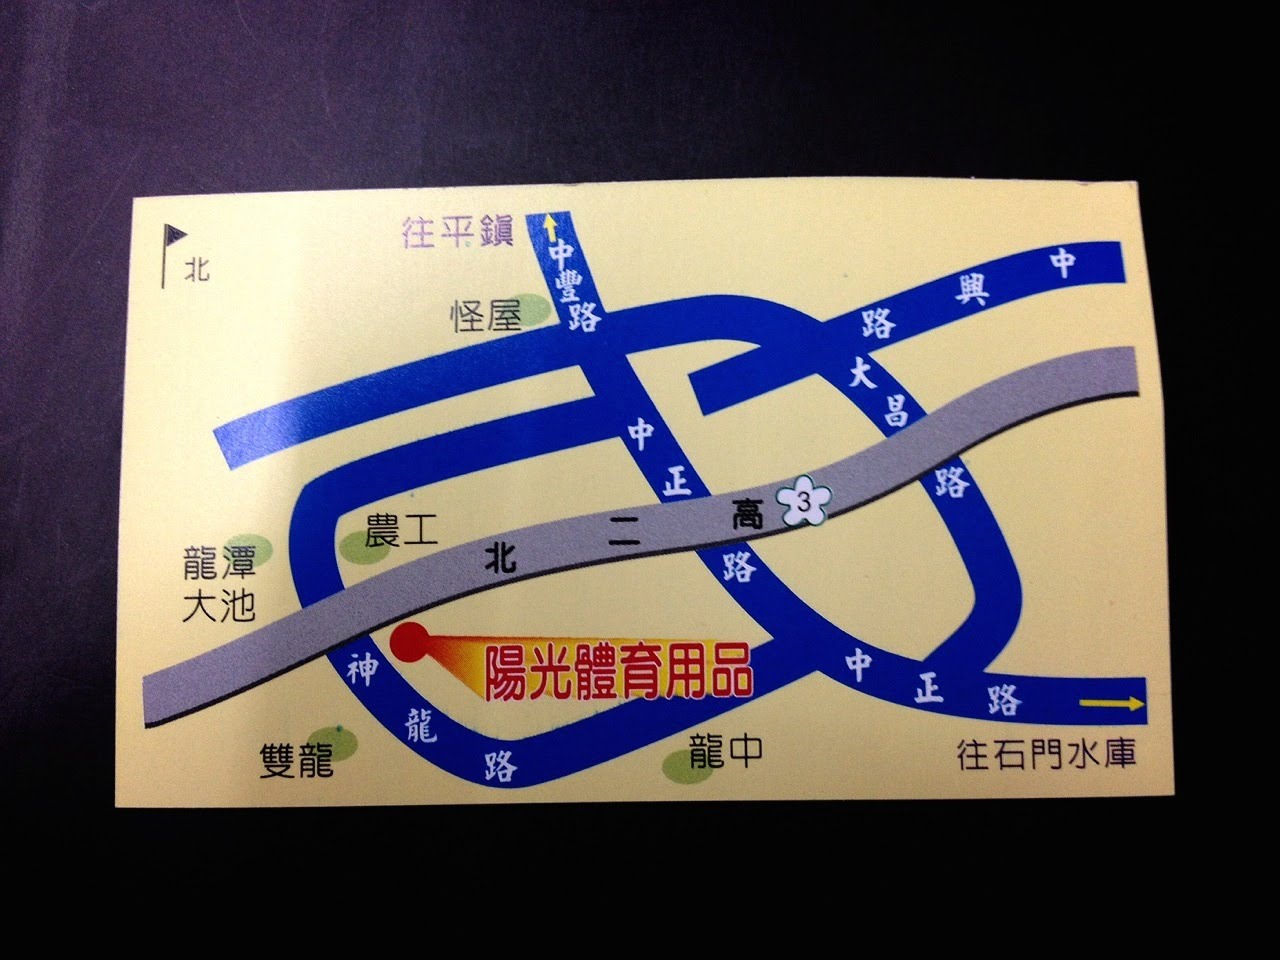 往平鎮
北
中豐路
怪屋
中興路
大昌路
中正路
北二高
3
農工
龍潭
大池
陽光體育用品
神龍路
中正路
雙龍
龍中
往石門水庫